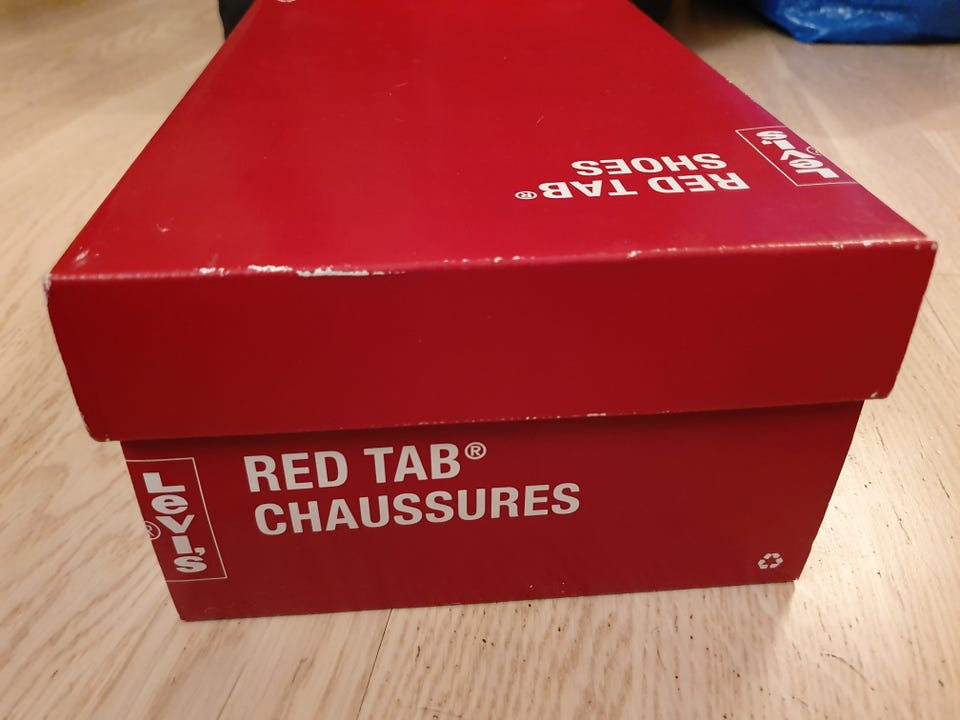 RED TAB®
SHOES
Levi's
®
RED TAB®
CHAUSSURES
Levi's
®